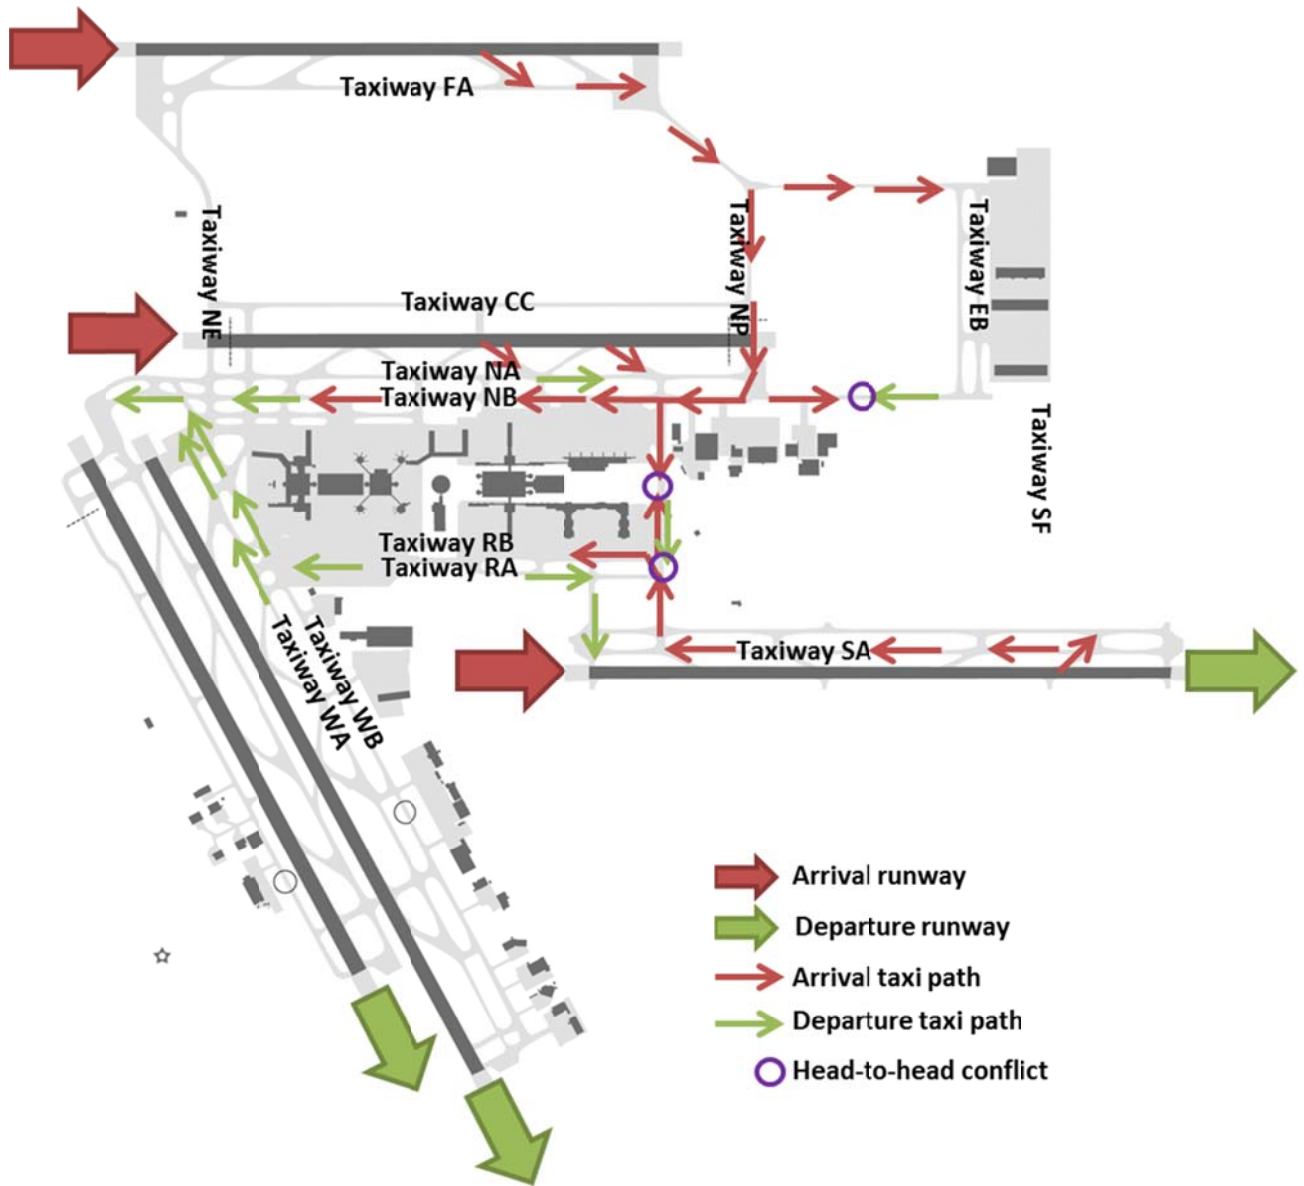 Taxiway FA
Taxiway NE
Taxiway NP
Taxiway EB
Taxiway CC
Taxiway NA
Taxiway NB
Taxiway SF
Taxiway RB
Taxiway RA
Taxiway SA
Taxiway WB
Taxiway WA
Arrival runway
Departure runway
Arrival taxi path
Departure taxi path
Head-to-head conflict